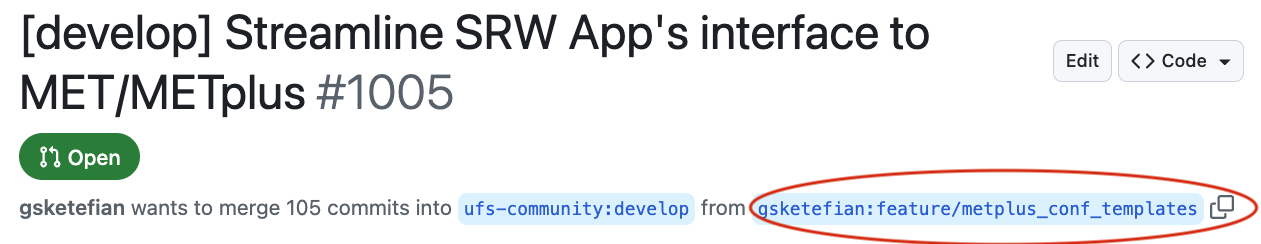 [develop] Streamline SRW App's interface to
MET/METplus #1005
Edit
<> Code
Open
gsketefian wants to merge 105 commits into ufs-community:develop from gsketefian:feature/metplus_conf_templates